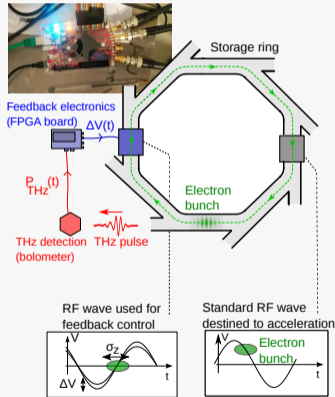 Storage ring
Feedback electronics
(FPGA board)
ΔV(t)
P (t)
THz
Electron
bunch
THz detection
(bolometer)
THz pulse
RF wave used for
feedback control
Standard RF wave
destined to acceleration
V
σz
ΔV
t
V
Electron
bunch
t